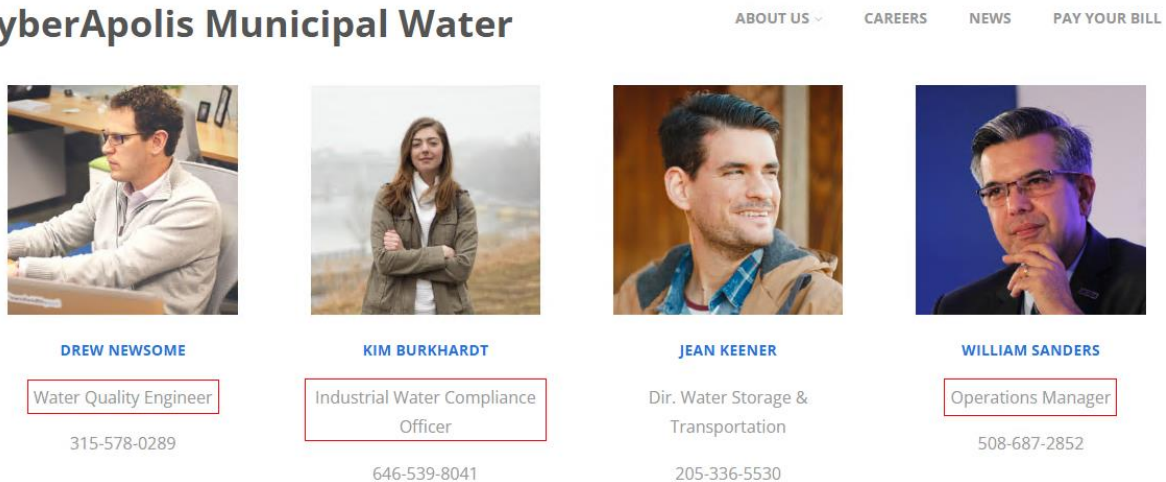 yberApolis Municipal Water
ABOUT US CAREERS NEWS PAY YOUR BILL
DREW NEWSOME
Water Quality Engineer
315-578-0289
KIM BURKHARDT
Industrial Water Compliance
Officer
646-539-8041
JEAN KEENER
Dir. Water Storage &
Transportation
205-336-5530
WILLIAM SANDERS
Operations Manager
508-687-2852